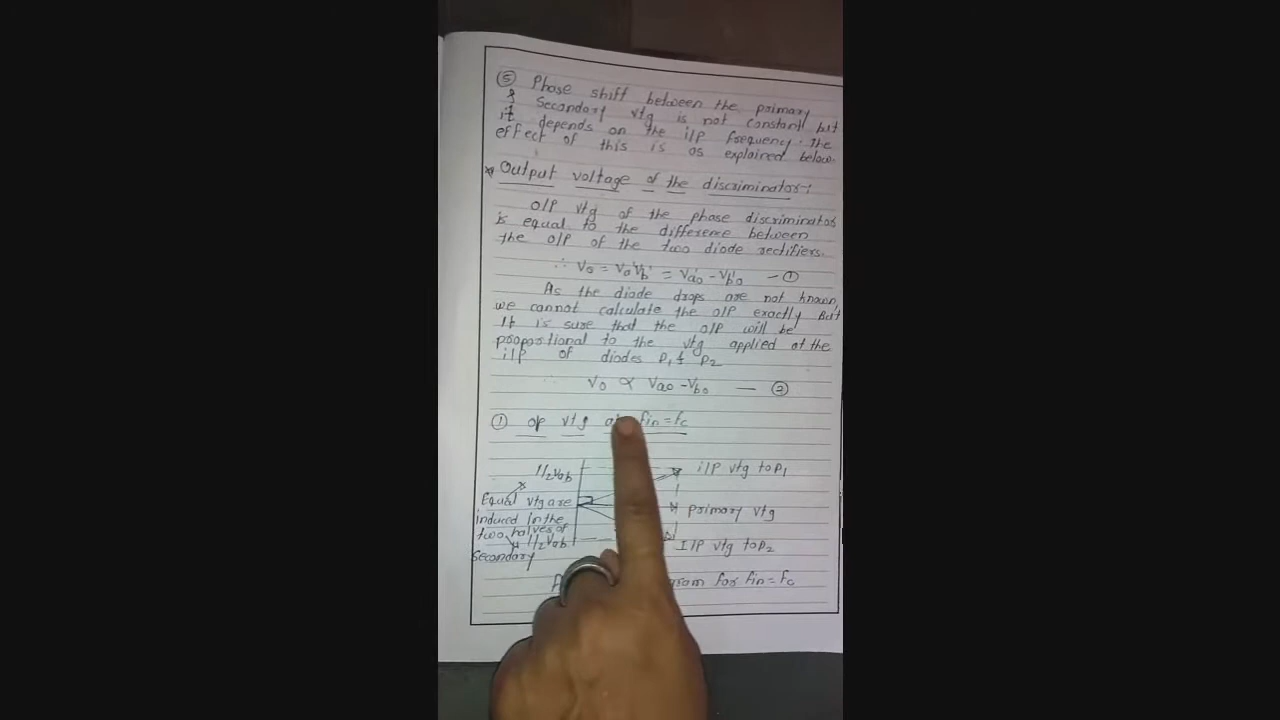 ⑤ Phase shift between the primary
& Secondary vtg is not constant but
it depends on the i/p frequency. The
effect of this is as explained below.
* Output voltage of the discriminator:-
O/P vtg of the phase discriminator
is equal to the difference between
the O/P of the two diode rectifiers.
∴ Vo = Va'Vb' = Va'o - Vb'o — ①
As the diode drops are not known,
we cannot calculate the O/P exactly But
It is sure that the O/P will be
proportional to the vtg applied at the
i/p of diodes D1 & D2
∴ Vo ∝ Vao - Vbo — ②
① op vtg at fin = fc
1/2 Vab
i/p vtg to D1
Equal vtg are
induced in the
two halves of
Secondary
primary vtg
1/2 Vab
I/P vtg to D2
for fin = fc